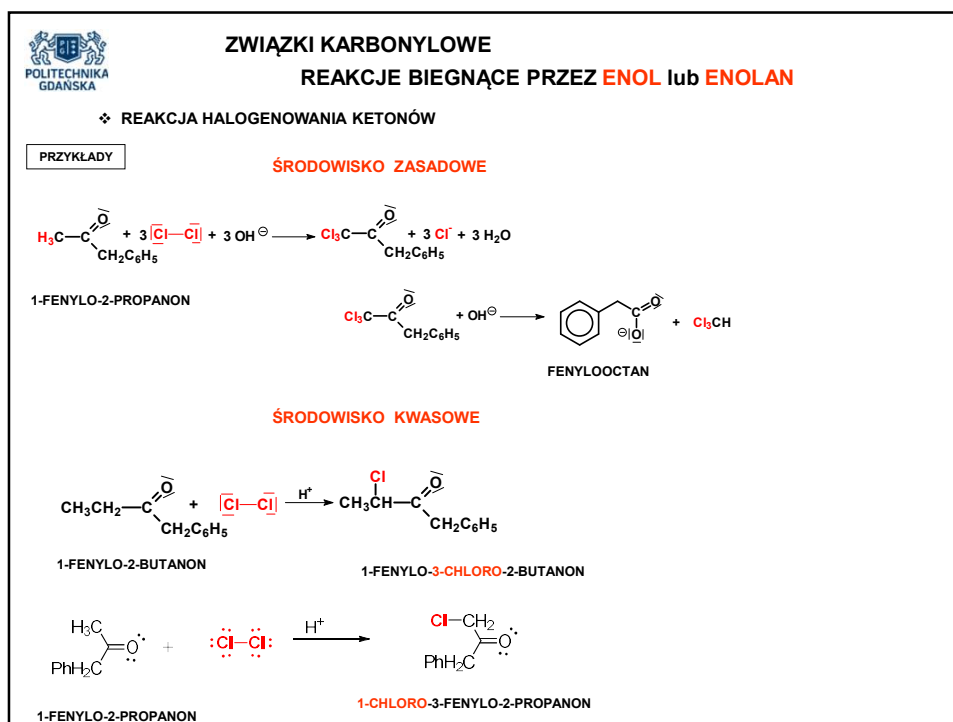 POLITECHNIKA
GDAŃSKA
ZWIĄZKI KARBONYLOWE
REAKCJE BIEGNĄCE PRZEZ ENOL lub ENOLAN
❖ REAKCJA HALOGENOWANIA KETONÓW
PRZYKŁADY
ŚRODOWISKO ZASADOWE
H₃C—C O CH₂C₆H₅ + 3 Cl—Cl + 3 OH ⊖ → Cl₃C—C O CH₂C₆H₅ + 3 Cl⁻ + 3 H₂O
1-FENYLO-2-PROPANON
Cl₃C—C O CH₂C₆H₅ + OH⊖ → C O ⊖ O + Cl₃CH
FENYLOOCTAN
ŚRODOWISKO KWASOWE
CH₃CH₂—C O CH₂C₆H₅ + Cl—Cl H⁺ → Cl CH₃CH—C O CH₂C₆H₅
1-FENYLO-2-BUTANON
1-FENYLO-3-CHLORO-2-BUTANON
H₃C PhH₂C O + :Cl—Cl: H⁺ → Cl—CH₂ PhH₂C O
1-FENYLO-2-PROPANON
1-CHLORO-3-FENYLO-2-PROPANON